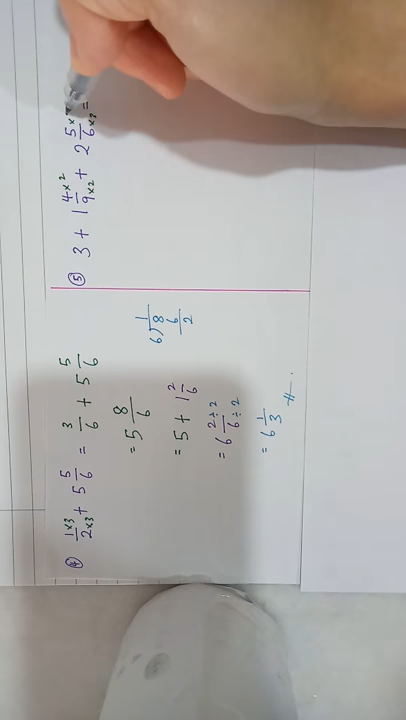 ④ 1/2 ×3/×3 + 5 5/6 = 3/6 + 5 5/6
= 5 8/6
= 5 + 1 2/6
= 6 2/6 ÷2/÷2
= 6 1/3 #.
1
6)8
6
2
⑤ 3 + 1 4/9 ×2/×2 + 2 5/6 ×/×3 =